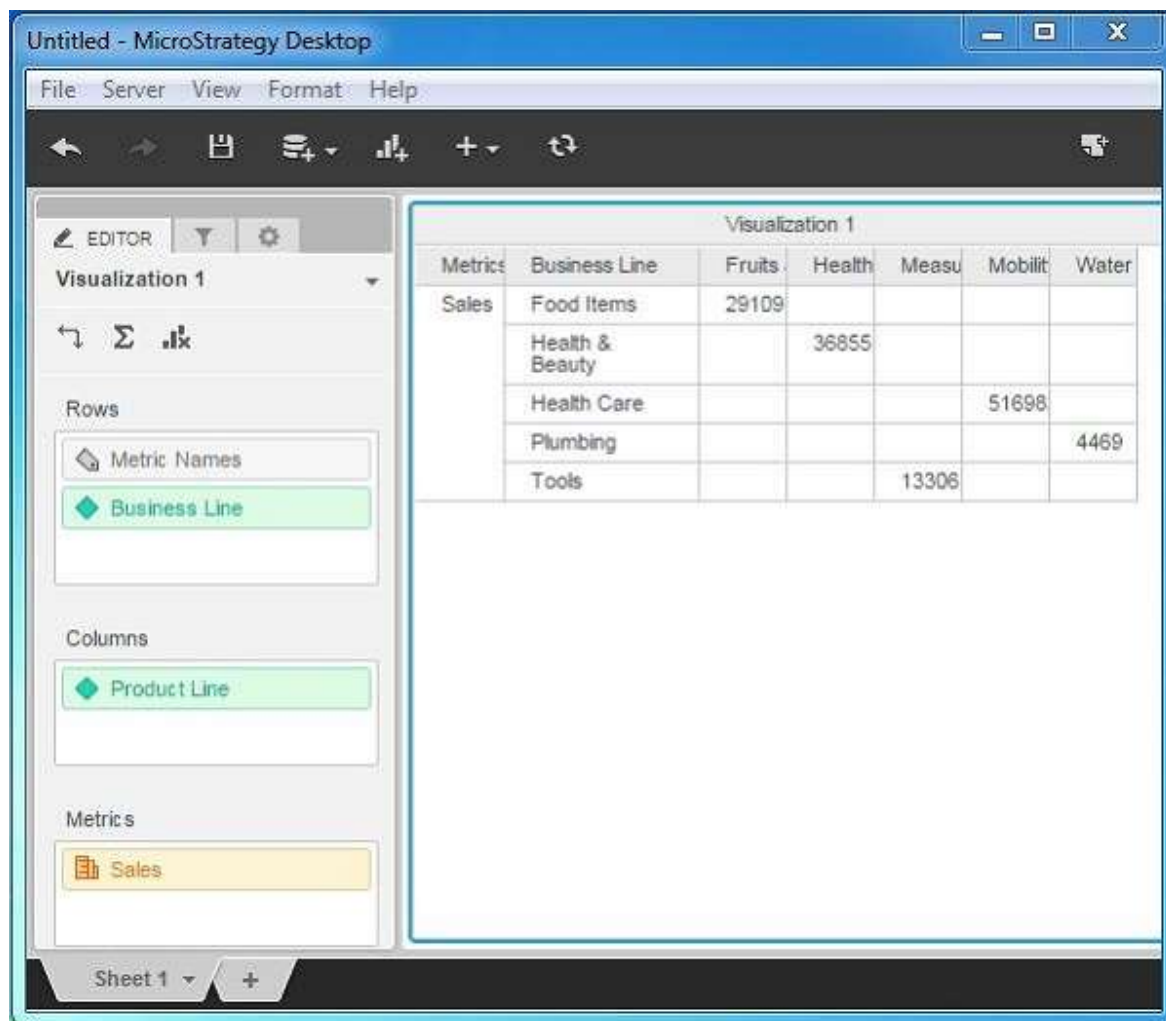 Untitled - MicroStrategy Desktop
File Server View Format Help
EDITOR
Visualization 1
Rows
Metric Names
Business Line
Columns
Product Line
Metrics
Sales
Visualization 1
Metrics Business Line Fruits Health Measu Mobilit Water
Sales Food Items 29109
Health &
Beauty 36855
Health Care 51698
Plumbing 4469
Tools 13306
Sheet 1 +